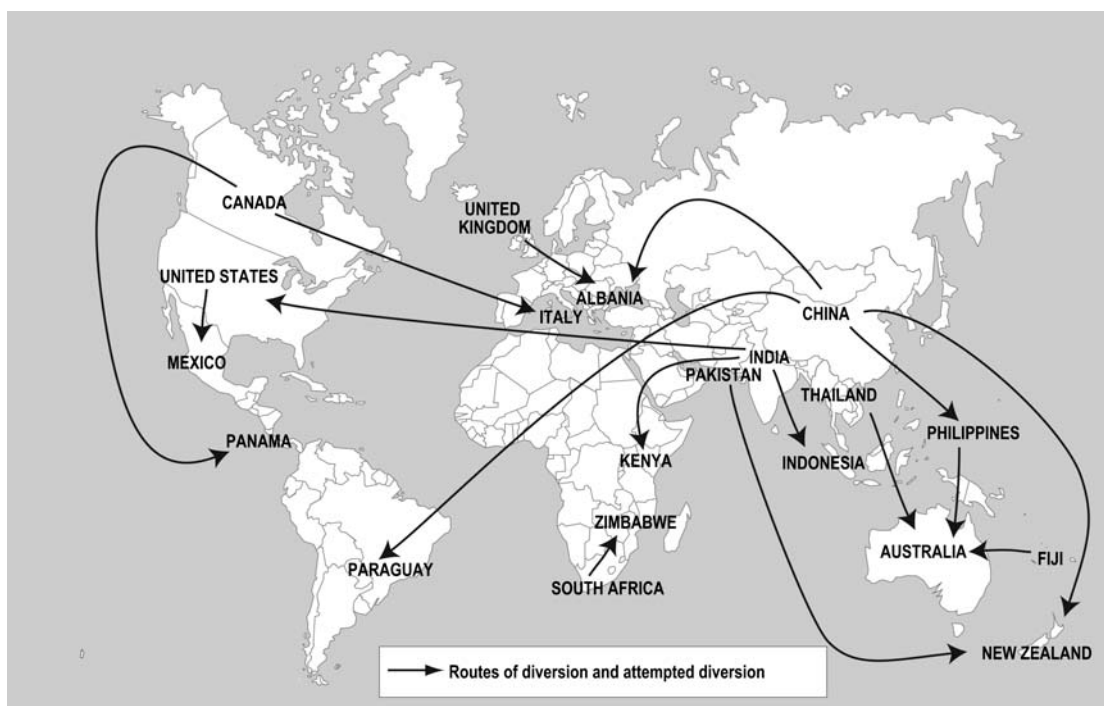 CANADA
UNITED
KINGDOM
UNITED STATES
ALBANIA
ITALY
CHINA
MEXICO
INDIA
PAKISTAN
THAILAND
PANAMA
PHILIPPINES
KENYA
INDONESIA
ZIMBABWE
AUSTRALIA
FIJI
PARAGUAY
SOUTH AFRICA
NEW ZEALAND
Routes of diversion and attempted diversion